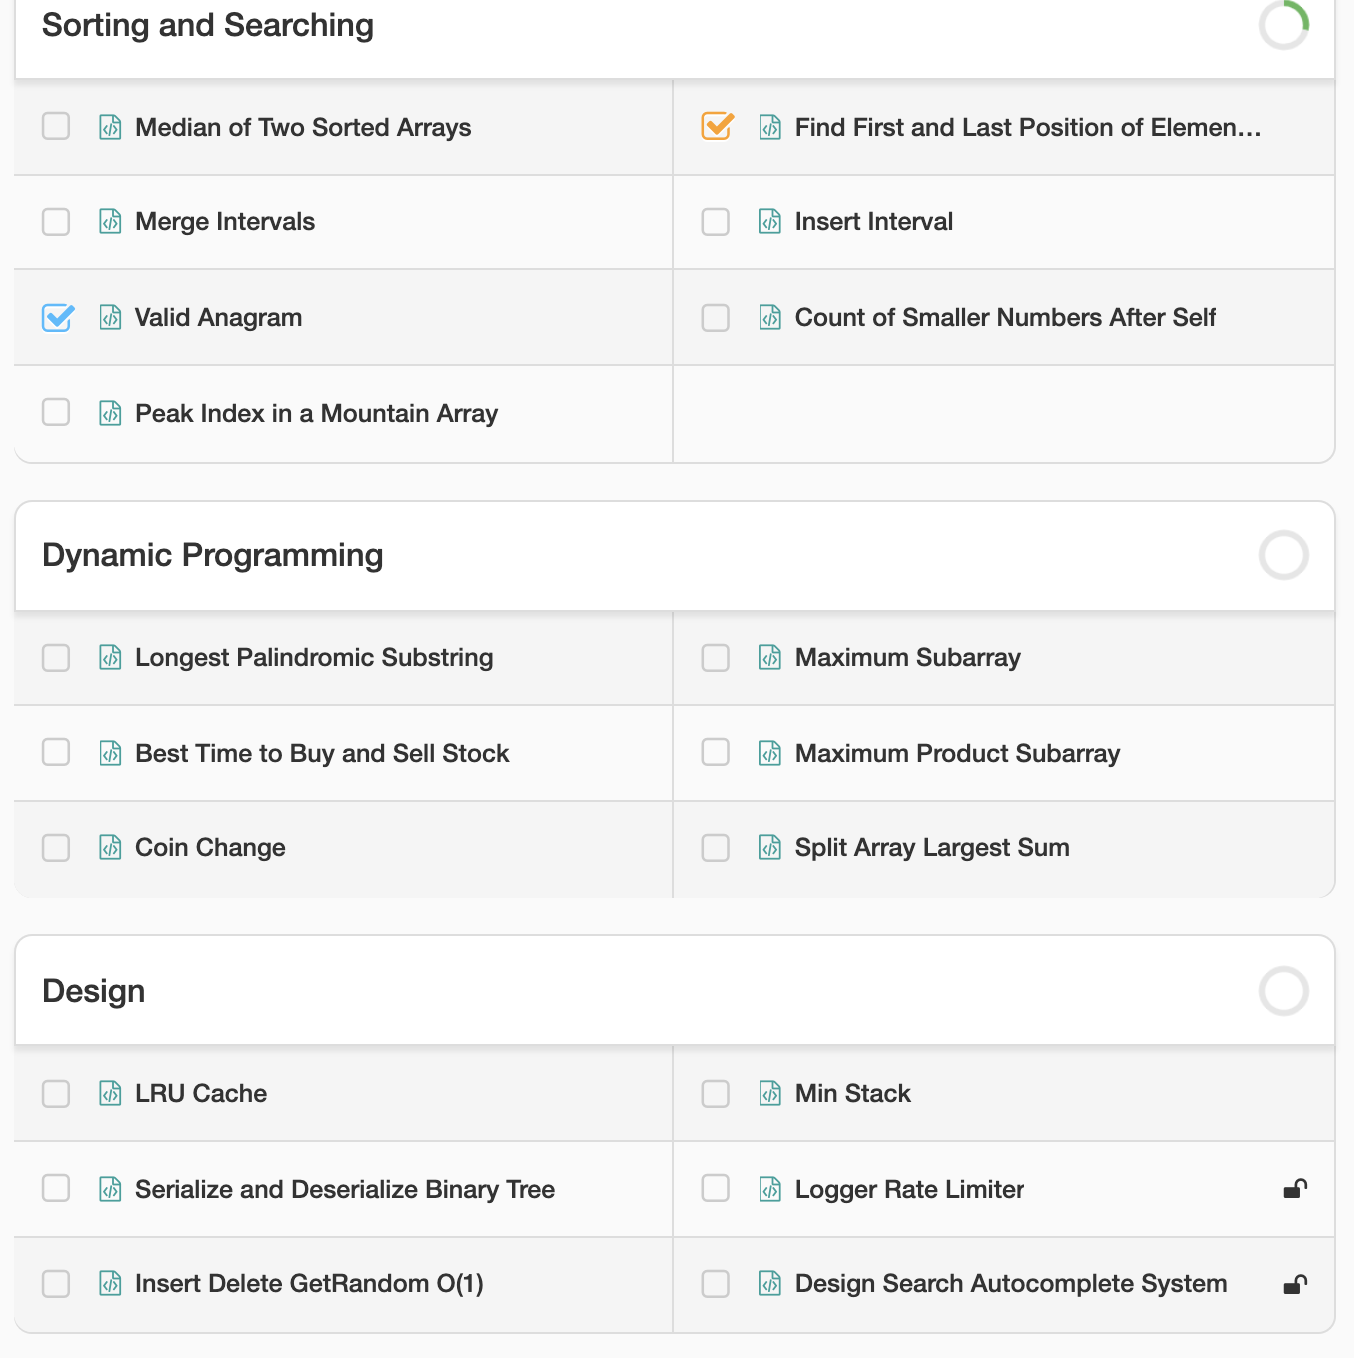 Sorting and Searching
Median of Two Sorted Arrays
Find First and Last Position of Elemen...
Merge Intervals
Insert Interval
Valid Anagram
Count of Smaller Numbers After Self
Peak Index in a Mountain Array
Dynamic Programming
Longest Palindromic Substring
Maximum Subarray
Best Time to Buy and Sell Stock
Maximum Product Subarray
Coin Change
Split Array Largest Sum
Design
LRU Cache
Min Stack
Serialize and Deserialize Binary Tree
Logger Rate Limiter
Insert Delete GetRandom O(1)
Design Search Autocomplete System